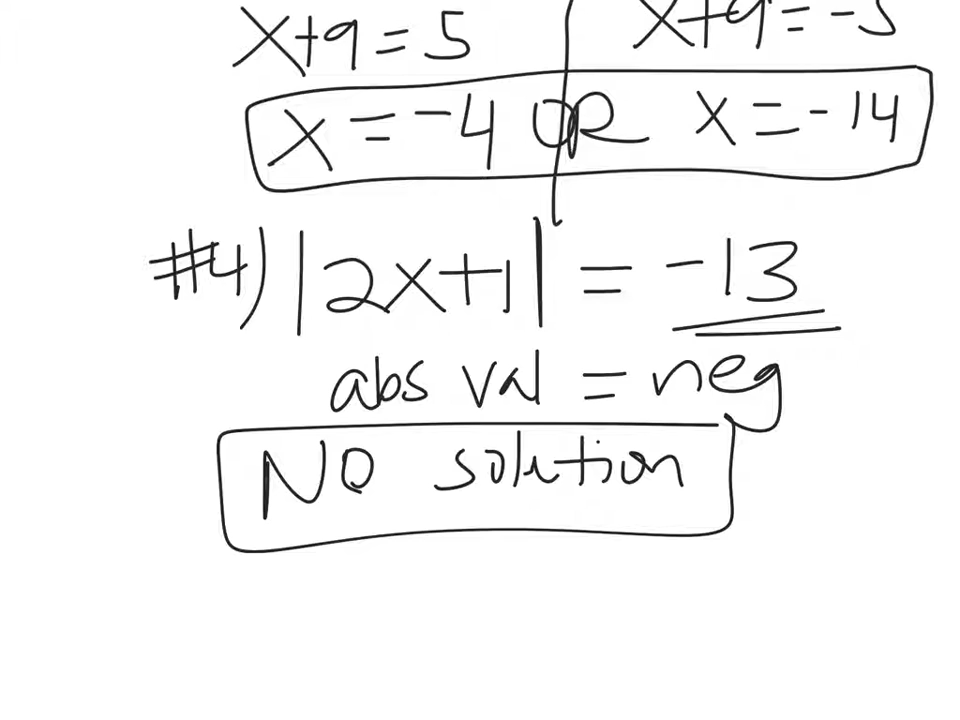 x+9=5 x+9=-5
x=-4 OR x=-14
#4) |2x+1| = -13
abs val = neg
No solution